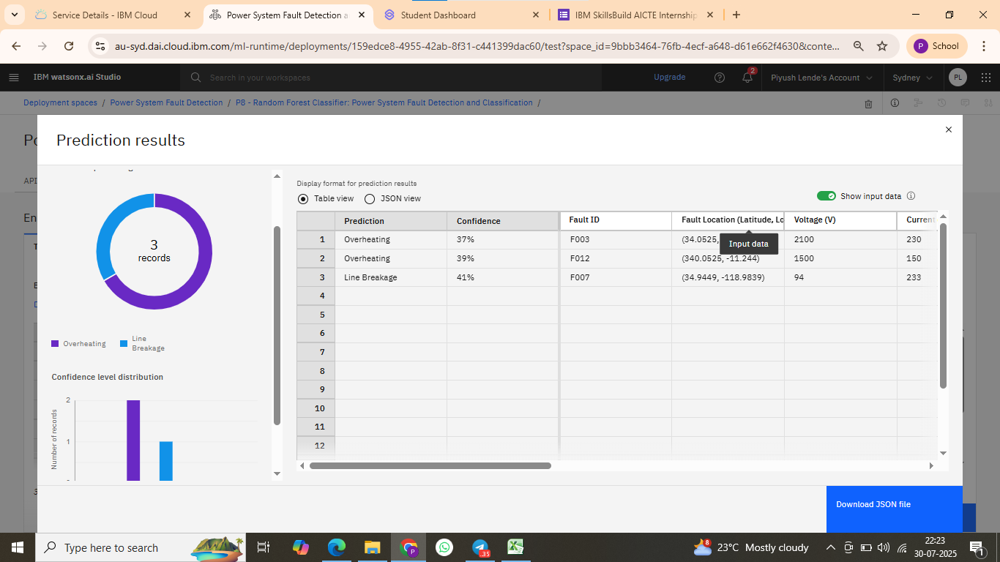 Service Details - IBM Cloud
Power System Fault Detection a
Student Dashboard
IBM SkillsBuild AICTE Internship
au-syd.dai.cloud.ibm.com/ml-runtime/deployments/159edce8-4955-42ab-8f31-c441399dac60/test?space_id=9bbb3464-76fb-4ecf-a648-d61e662f4630&conte...
P School
IBM watsonx.ai Studio
Search in your workspaces
Upgrade
2
Piyush Lende's Account
Sydney
PL
Deployment spaces / Power System Fault Detection / P8 - Random Forest Classifier: Power System Fault Detection and Classification /
Po
API
En
Prediction results
3
records
Overheating
Line
Breakage
Confidence level distribution
Number of records
2
1
Display format for prediction results
Table view
JSON view
Show input data
Prediction Confidence Fault ID Fault Location (Latitude, Lo Voltage (V) Current
1 Overheating 37% F003 (34.0525, 2100 230
Input data
2 Overheating 39% F012 (340.0525, -11.244) 1500 150
3 Line Breakage 41% F007 (34.9449, -118.9839) 94 233
4
5
6
7
8
9
10
11
12
Download JSON file
Type here to search
.35
8
23°C Mostly cloudy
22:23
30-07-2025
1